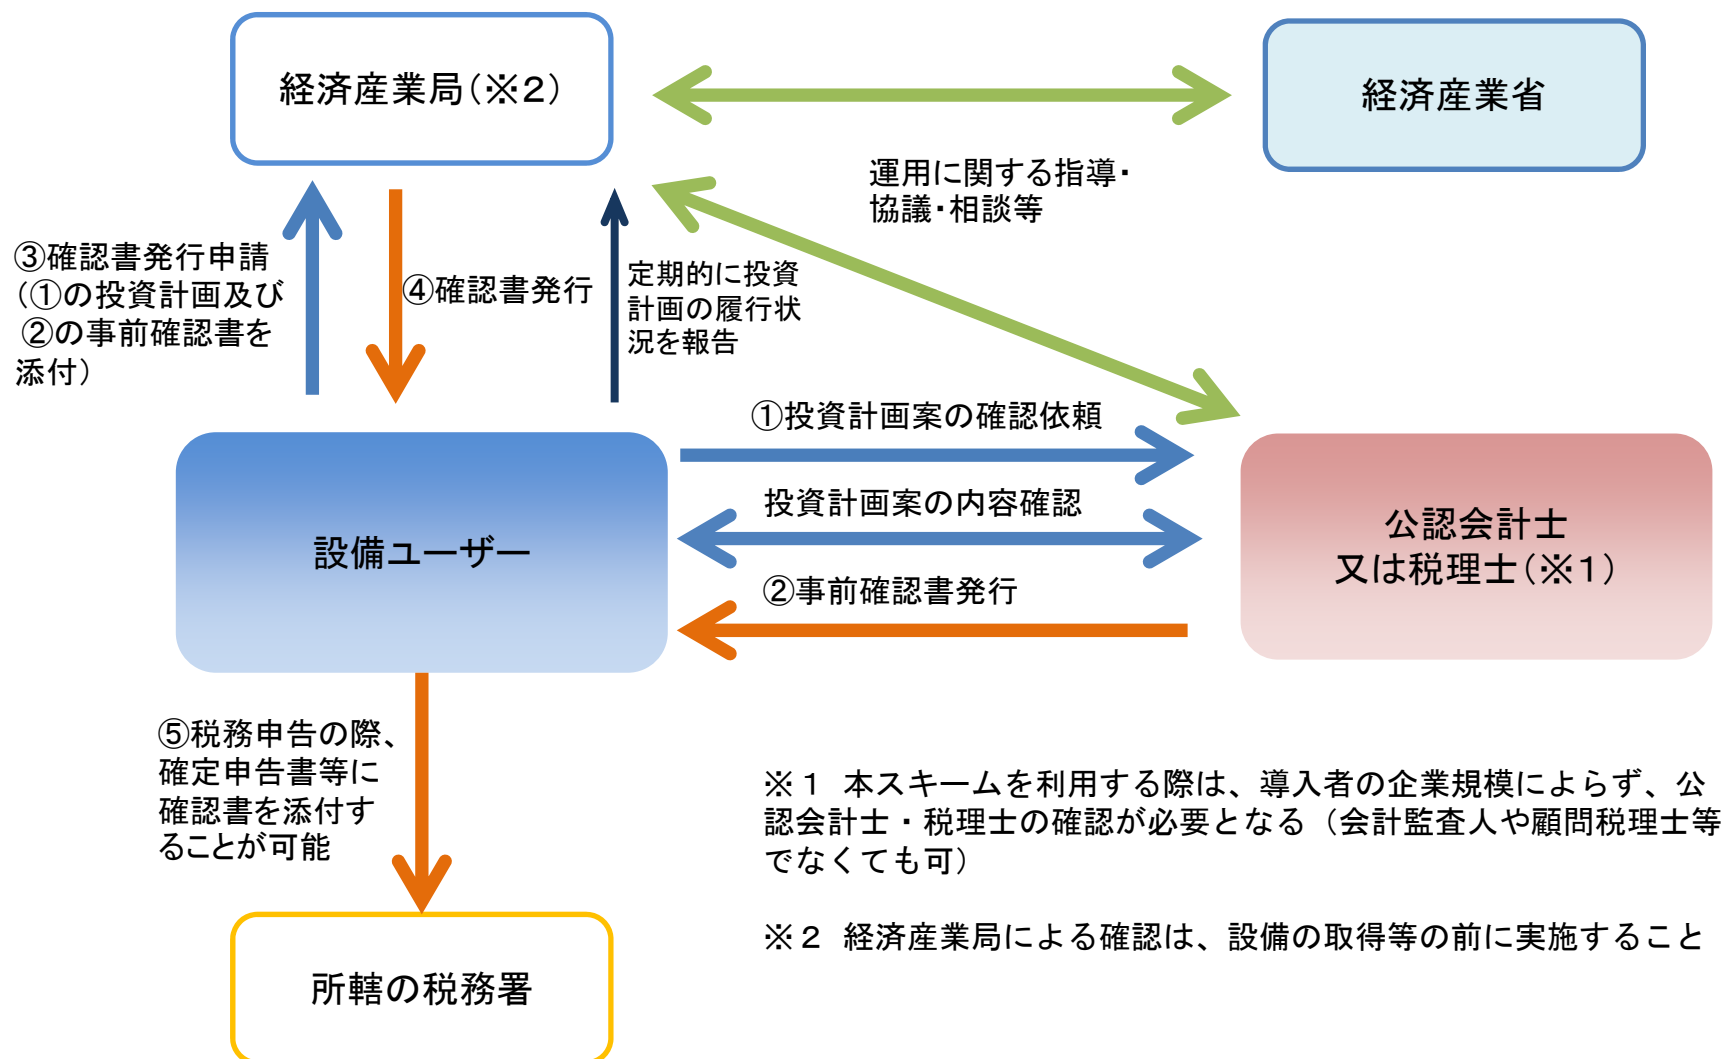 経済産業局（※２）
経済産業省
運用に関する指導・
協議・相談等
③確認書発行申請
（①の投資計画及び
②の事前確認書を
添付）
④確認書発行
定期的に投資
計画の履行状
況を報告
①投資計画案の確認依頼
投資計画案の内容確認
②事前確認書発行
設備ユーザー
公認会計士
又は税理士（※１）
⑤税務申告の際、
確定申告書等に
確認書を添付す
ることが可能
所轄の税務署
※１ 本スキームを利用する際は、導入者の企業規模によらず、公
認会計士・税理士の確認が必要となる（会計監査人や顧問税理士等
でなくても可）
※２ 経済産業局による確認は、設備の取得等の前に実施すること